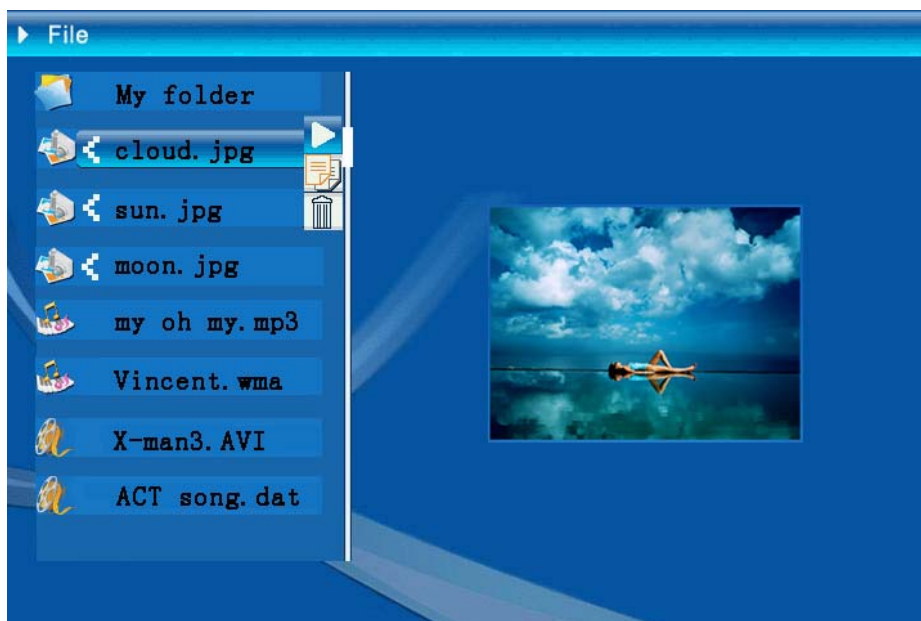 File
My folder
cloud.jpg
sun.jpg
moon.jpg
my oh my.mp3
Vincent.wma
X-man3.AVI
ACT song.dat